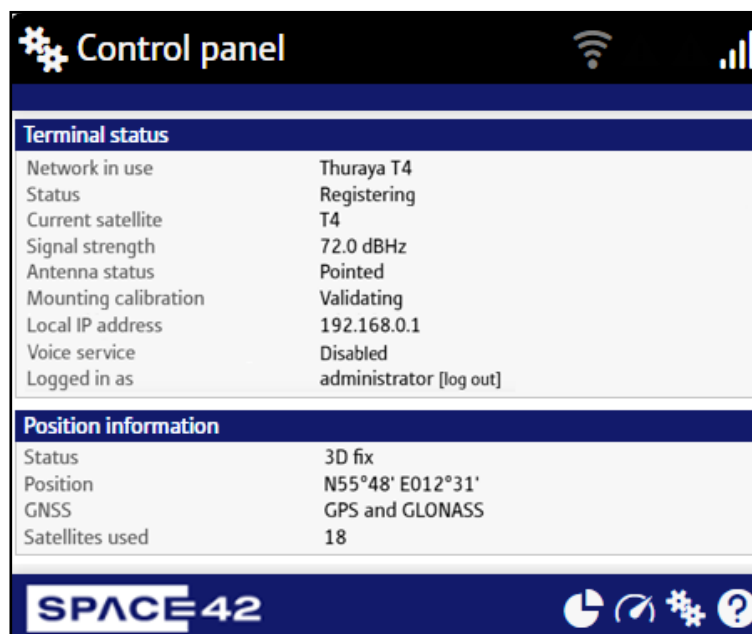 Control panel
Terminal status
Network in use Thuraya T4
Status Registering
Current satellite T4
Signal strength 72.0 dBHz
Antenna status Pointed
Mounting calibration Validating
Local IP address 192.168.0.1
Voice service Disabled
Logged in as administrator [log out]
Position information
Status 3D fix
Position N55°48' E012°31'
GNSS GPS and GLONASS
Satellites used 18
SPACE42
?